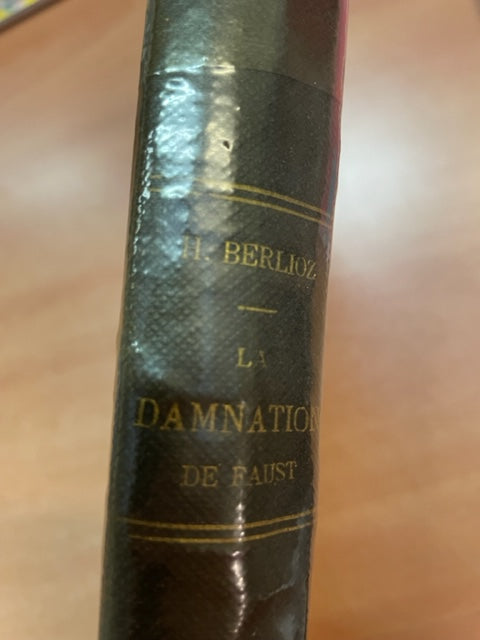 H. BERLIOZ
LA
DAMNATION
DE FAUST